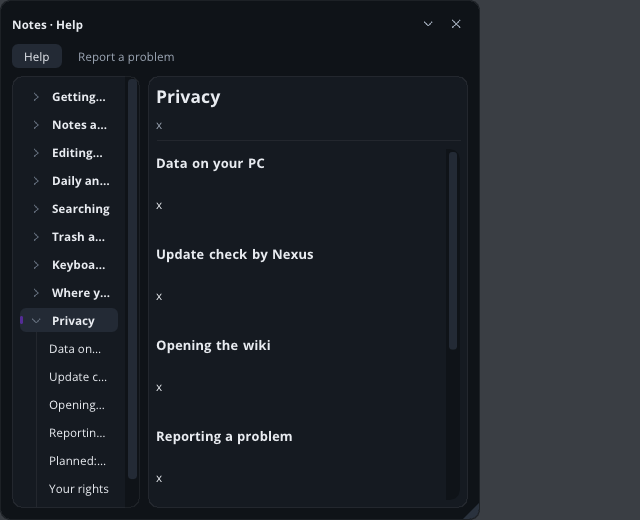 Notes · Help
Help
Report a problem
Getting...
Notes a...
Editing...
Daily an...
Searching
Trash a...
Keyboa...
Where y...
Privacy
Data on...
Update c...
Opening...
Reportin...
Planned:...
Your rights
Privacy
x
Data on your PC
x
Update check by Nexus
x
Opening the wiki
x
Reporting a problem
x